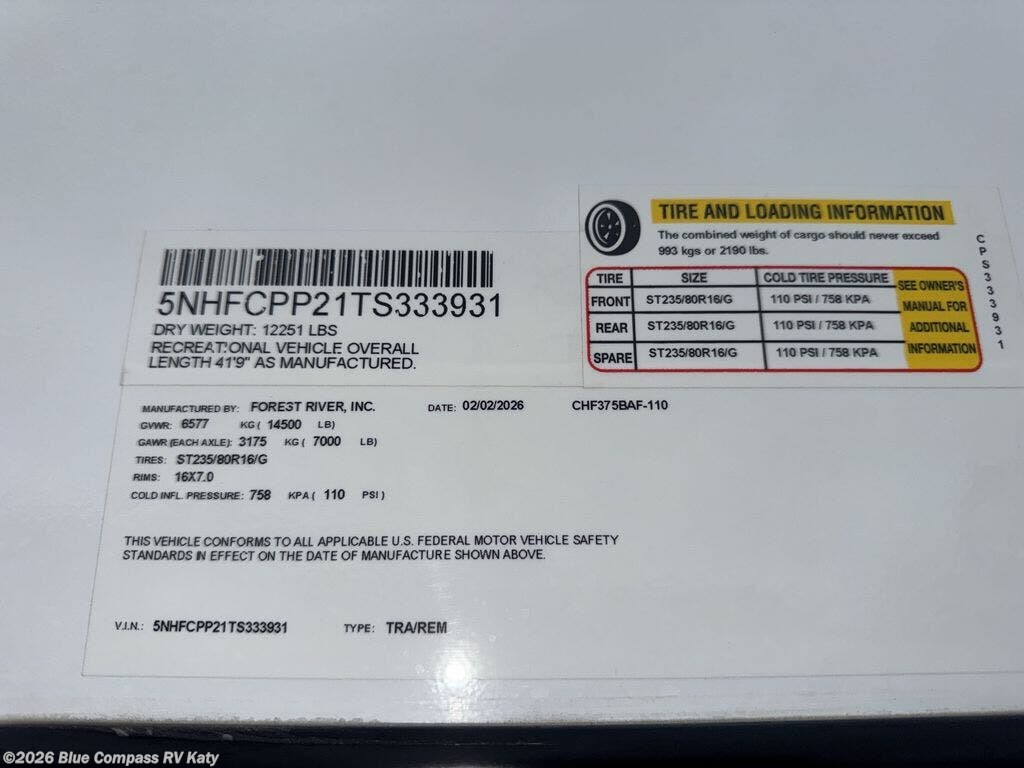 5NHFCPP21TS333931
DRY WEIGHT: 12251 LBS
RECREATIONAL VEHICLE OVERALL
LENGTH 41'9" AS MANUFACTURED.
TIRE AND LOADING INFORMATION
The combined weight of cargo should never exceed
993 kgs or 2190 lbs.
TIRE SIZE COLD TIRE PRESSURE
FRONT ST235/80R16/G 110 PSI / 758 KPA
REAR ST235/80R16/G 110 PSI / 758 KPA
SPARE ST235/80R16/G 110 PSI / 758 KPA
SEE OWNER'S
MANUAL FOR
ADDITIONAL
INFORMATION
CPS333931
MANUFACTURED BY: FOREST RIVER, INC. DATE: 02/02/2026 CHF375BAF-110
GVWR: 6577 KG ( 14500 LB)
GAWR (EACH AXLE): 3175 KG ( 7000 LB)
TIRES: ST235/80R16/G
RIMS: 16X7.0
COLD INFL. PRESSURE: 758 KPA ( 110 PSI )
THIS VEHICLE CONFORMS TO ALL APPLICABLE U.S. FEDERAL MOTOR VEHICLE SAFETY
STANDARDS IN EFFECT ON THE DATE OF MANUFACTURE SHOWN ABOVE.
V.I.N.: 5NHFCPP21TS333931 TYPE: TRA/REM
©2026 Blue Compass RV Katy